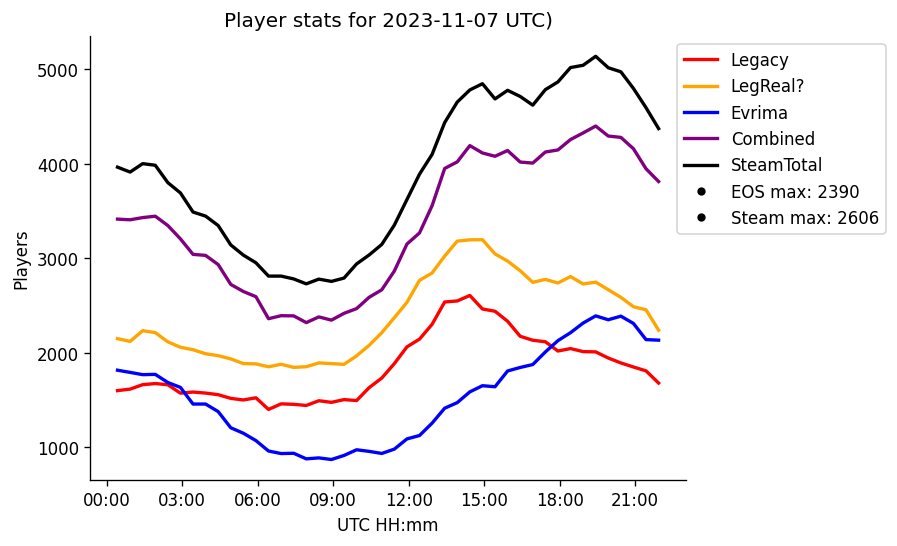 Player stats for 2023-11-07 UTC)
Legacy
LegReal?
Evrima
Combined
SteamTotal
EOS max: 2390
Steam max: 2606
Players
5000
4000
3000
2000
1000
00:00 03:00 06:00 09:00 12:00 15:00 18:00 21:00
UTC HH:mm